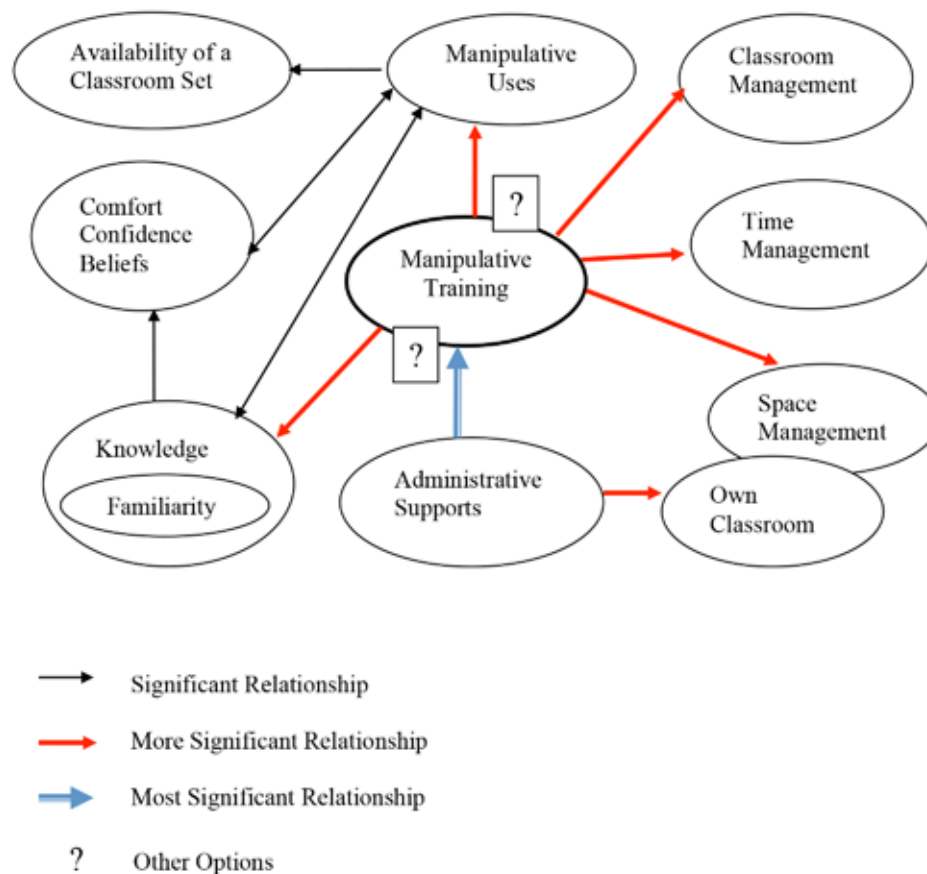 Availability of a
Classroom Set
Manipulative
Uses
Classroom
Management
Comfort
Confidence
Beliefs
?
Manipulative
Training
Time
Management
?
Knowledge
Familiarity
Administrative
Supports
Space
Management
Own
Classroom
Significant Relationship
More Significant Relationship
Most Significant Relationship
? Other Options